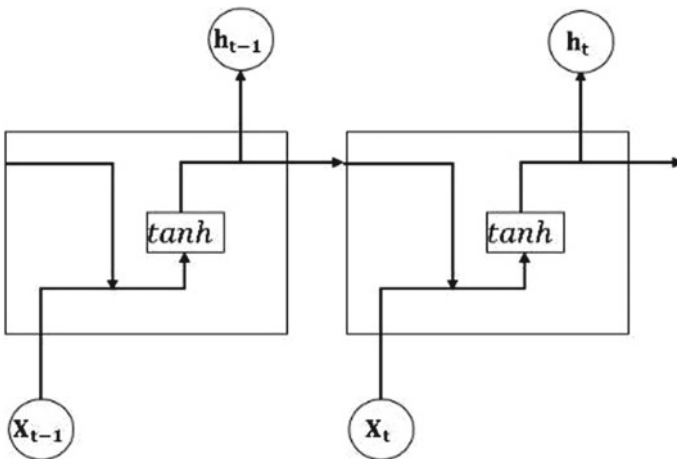 h_{t−1}
h_t
tanh
tanh
X_{t−1}
X_t